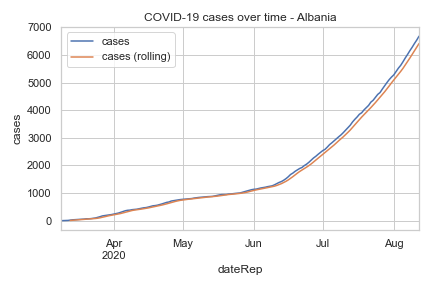 COVID-19 cases over time - Albania
cases
cases (rolling)
cases
7000
6000
5000
4000
3000
2000
1000
0
Apr
2020
May
Jun
Jul
Aug
dateRep